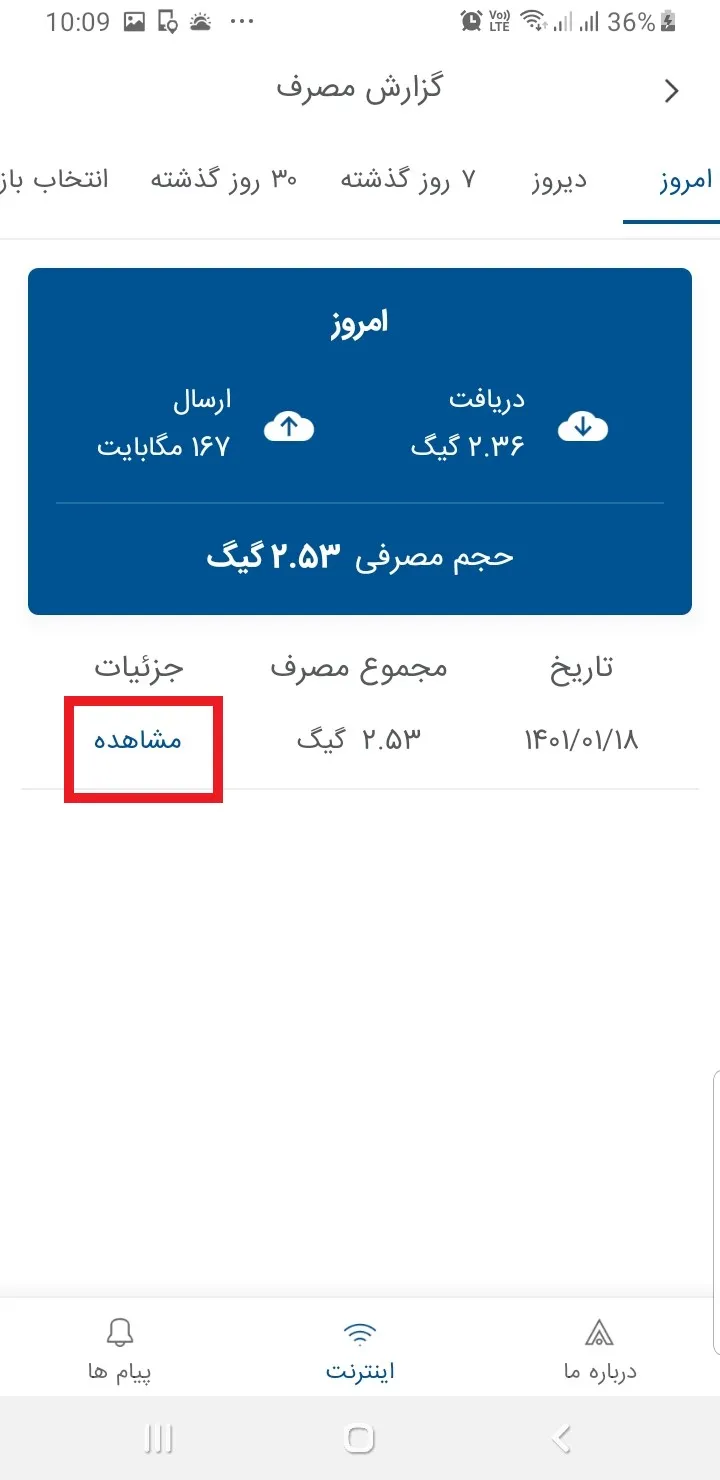 10:09 ... Vo)) LTE 36%
گزارش مصرف
امروز دیروز ۷ روز گذشته ۳۰ روز گذشته انتخاب باز
امروز
دریافت ارسال
۲.۳۶ گیگ ۱۶۷ مگابایت
حجم مصرفی ۲.۵۳ گیگ
تاریخ مجموع مصرف جزئیات
۱۴۰۱/۰۱/۱۸ ۲.۵۳ گیگ مشاهده
درباره ما اینترنت پیام ها